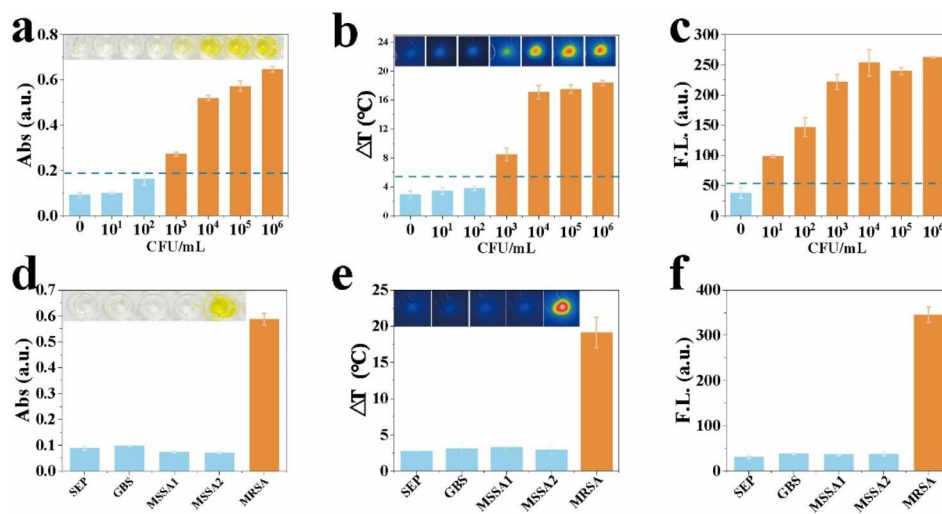 a
Abs (a.u.)
0.8
0.6
0.4
0.2
0.0
0 10¹ 10² 10³ 10⁴ 10⁵ 10⁶
CFU/mL
b
△T (°C)
24
20
16
12
8
4
0
0 10¹ 10² 10³ 10⁴ 10⁵ 10⁶
CFU/mL
c
F.L. (a.u.)
300
250
200
150
100
50
0
0 10¹ 10² 10³ 10⁴ 10⁵ 10⁶
CFU/mL
d
Abs (a.u.)
0.7
0.6
0.5
0.4
0.3
0.2
0.1
0.0
SEP GBS MSSA1 MSSA2 MRSA
e
△T (°C)
25
20
15
10
5
0
SEP GBS MSSA1 MSSA2 MRSA
f
F.L. (a.u.)
400
300
200
100
0
SEP GBS MSSA1 MSSA2 MRSA